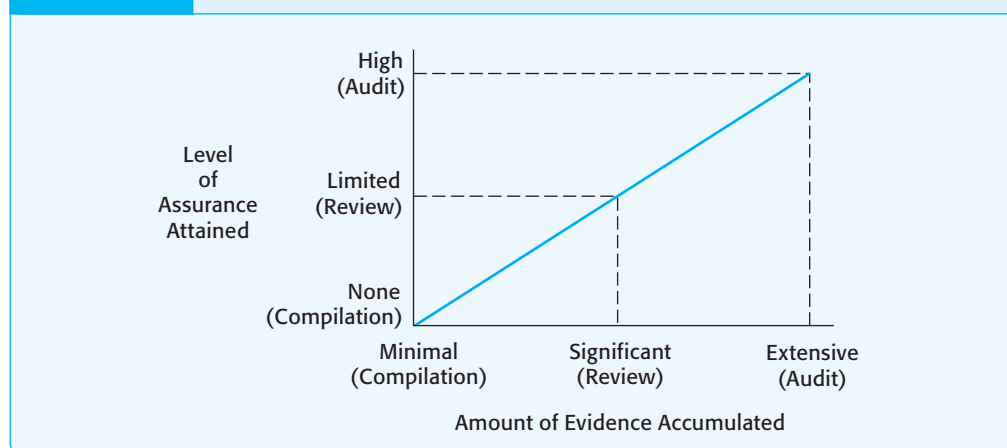 High
(Audit)
Level
of
Assurance
Attained
Limited
(Review)
None
(Compilation)
Minimal
(Compilation)
Significant
(Review)
Extensive
(Audit)
Amount of Evidence Accumulated